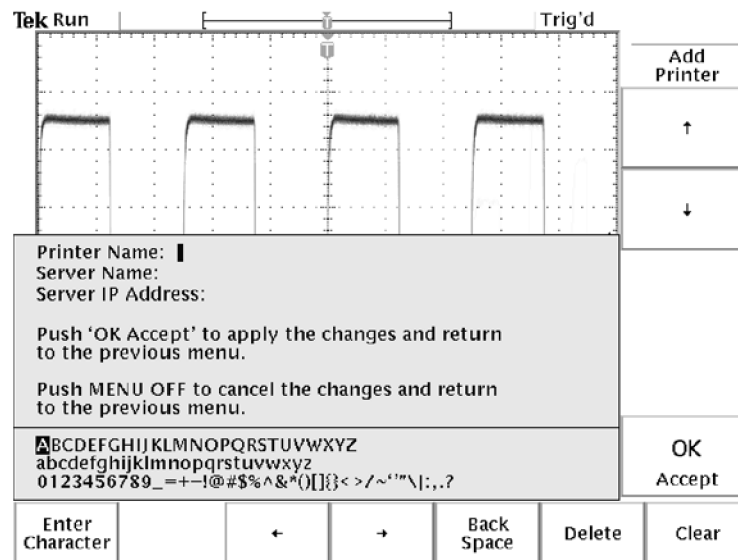 Tek Run
Trig'd
T
T
Add
Printer
↑
↓
Printer Name:
Server Name:
Server IP Address:
Push ‘OK Accept’ to apply the changes and return
to the previous menu.
Push MENU OFF to cancel the changes and return
to the previous menu.
ABCDEFGHIJKLMNOPQRSTUVWXYZ
abcdefghijklmnopqrstuvwxyz
0123456789_=+−!@#$%^&*()[]{}<>/~‘’”\|:,.?
OK
Accept
Enter
Character
←
→
Back
Space
Delete
Clear